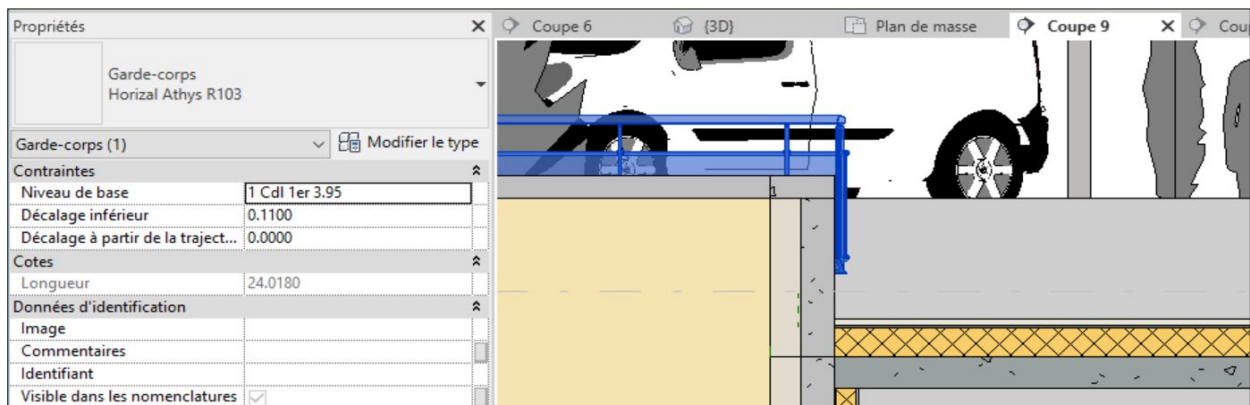 Propriétés
Coupe 6
{3D}
Plan de masse
Coupe 9
Garde-corps
Horizal Athys R103
Garde-corps (1)
Modifier le type
Contraintes
Niveau de base 1 Cdl 1er 3.95
Décalage inférieur 0.1100
Décalage à partir de la traject... 0.0000
Cotes
Longueur 24.0180
Données d'identification
Image
Commentaires
Identifiant
Visible dans les nomenclatures